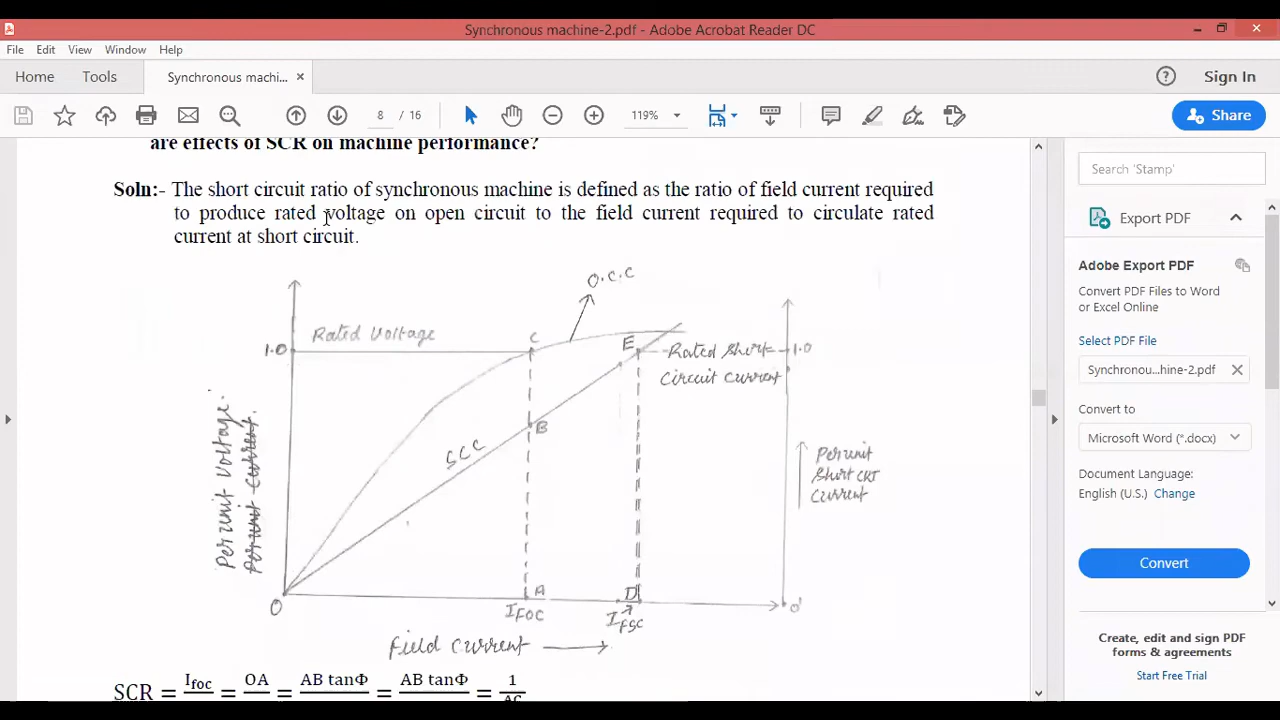 Synchronous machine-2.pdf - Adobe Acrobat Reader DC
File Edit View Window Help
Home Tools Synchronous machi... × Sign In
8 / 16 119% Share
are effects of SCR on machine performance?
Soln:- The short circuit ratio of synchronous machine is defined as the ratio of field current required
to produce rated voltage on open circuit to the field current required to circulate rated
current at short circuit.
O.C.C
Rated Voltage
C
1.0
E
Rated Short
1.0
Circuit Current
B
SCC
Per unit Voltage.
Per unit Current
Per unit
Short CKT
Current
O
A
D
O'
IFOC
IFSC
Field Current
SCR = Ifoc = OA = AB tanΦ = AB tanΦ = 1
Search 'Stamp'
Export PDF
Adobe Export PDF
Convert PDF Files to Word
or Excel Online
Select PDF File
Synchronou...hine-2.pdf ×
Convert to
Microsoft Word (*.docx)
Document Language:
English (U.S.) Change
Convert
Create, edit and sign PDF
forms & agreements
Start Free Trial